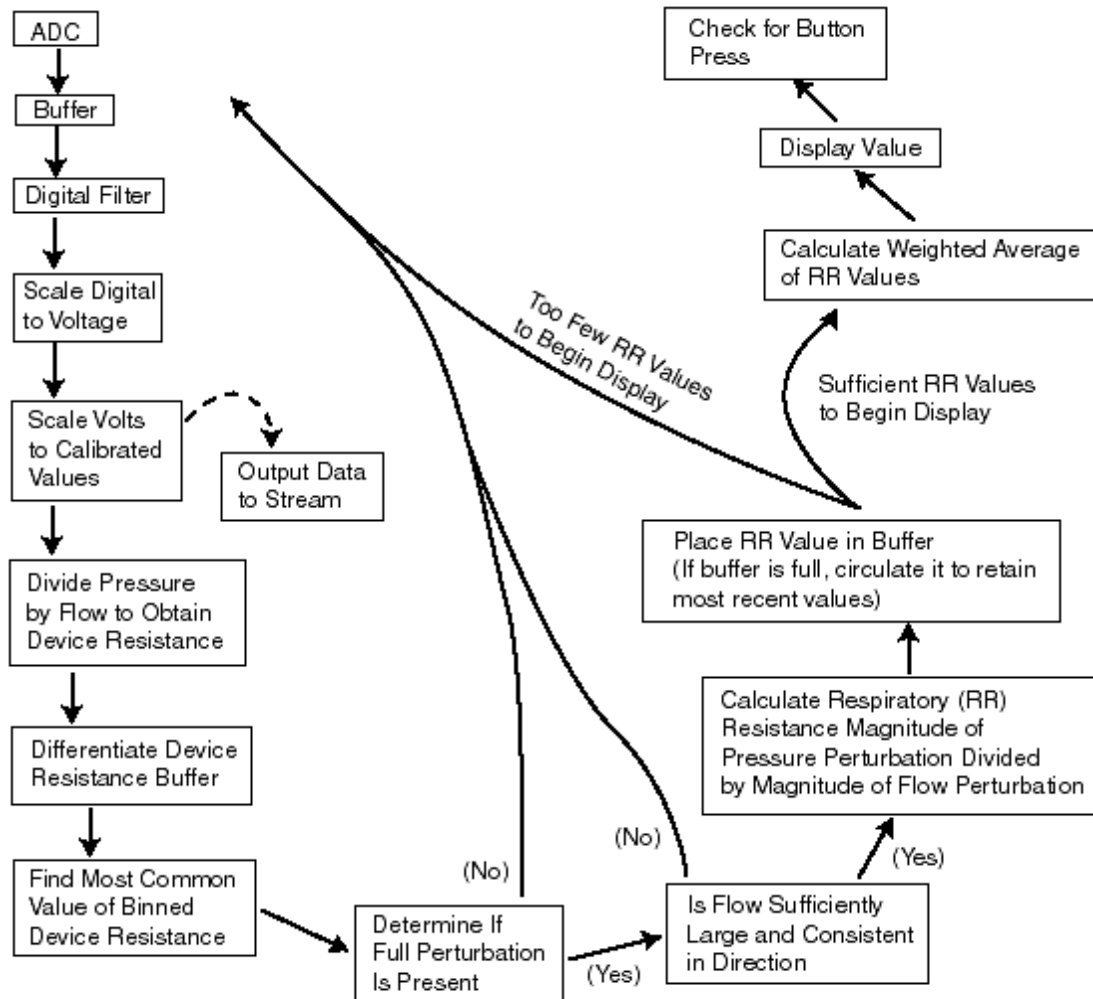 ADC
Buffer
Digital Filter
Scale Digital
to Voltage
Scale Volts
to Calibrated
Values
Output Data
to Stream
Divide Pressure
by Flow to Obtain
Device Resistance
Differentiate Device
Resistance Buffer
Find Most Common
Value of Binned
Device Resistance
Determine If
Full Perturbation
Is Present
(No)
(Yes)
Is Flow Sufficiently
Large and Consistent
in Direction
(No)
(Yes)
Calculate Respiratory (RR)
Resistance Magnitude of
Pressure Perturbation Divided
by Magnitude of Flow Perturbation
Place RR Value in Buffer
(If buffer is full, circulate it to retain
most recent values)
Too Few RR Values
to Begin Display
Sufficient RR Values
to Begin Display
Calculate Weighted Average
of RR Values
Display Value
Check for Button
Press